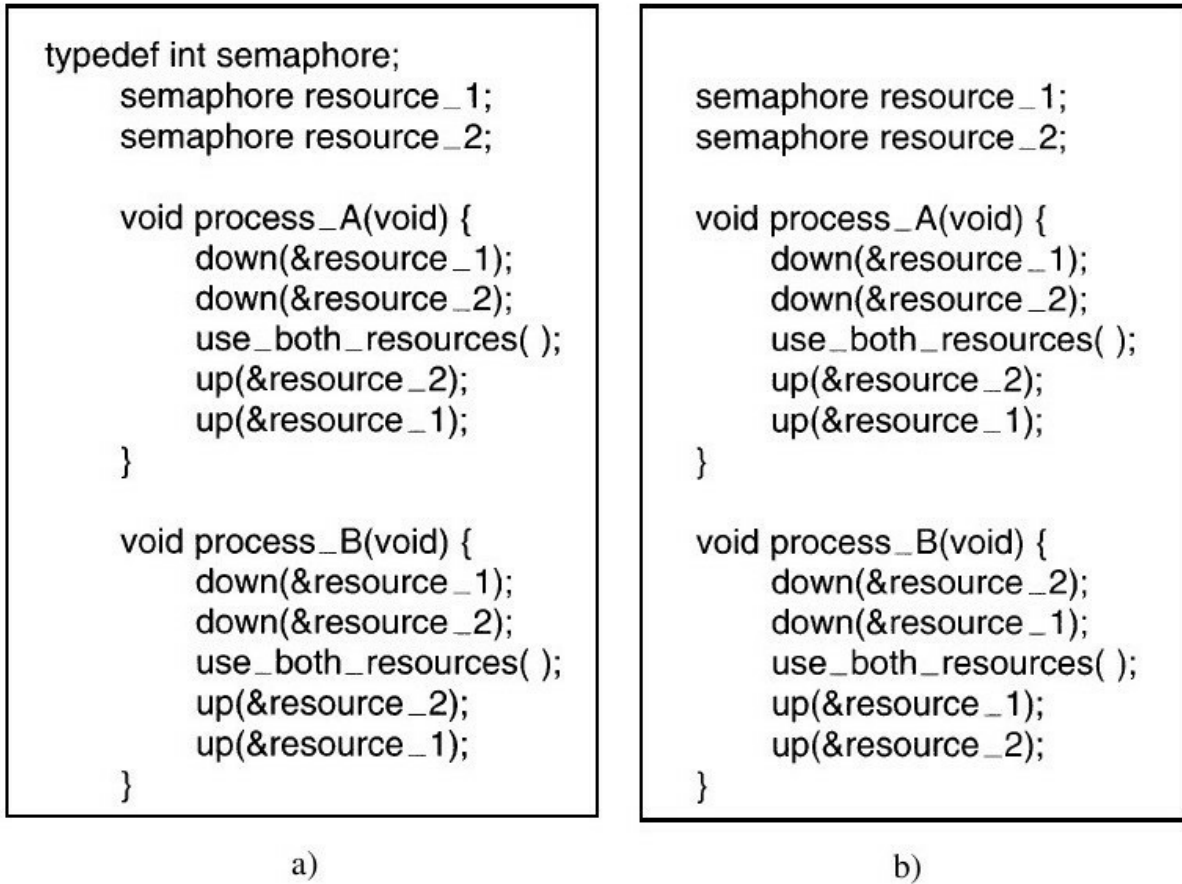 typedef int semaphore;
semaphore resource_1;
semaphore resource_2;
void process_A(void) {
down(&resource_1);
down(&resource_2);
use_both_resources( );
up(&resource_2);
up(&resource_1);
}
void process_B(void) {
down(&resource_1);
down(&resource_2);
use_both_resources( );
up(&resource_2);
up(&resource_1);
}
a)
semaphore resource_1;
semaphore resource_2;
void process_A(void) {
down(&resource_1);
down(&resource_2);
use_both_resources( );
up(&resource_2);
up(&resource_1);
}
void process_B(void) {
down(&resource_2);
down(&resource_1);
use_both_resources( );
up(&resource_1);
up(&resource_2);
}
b)